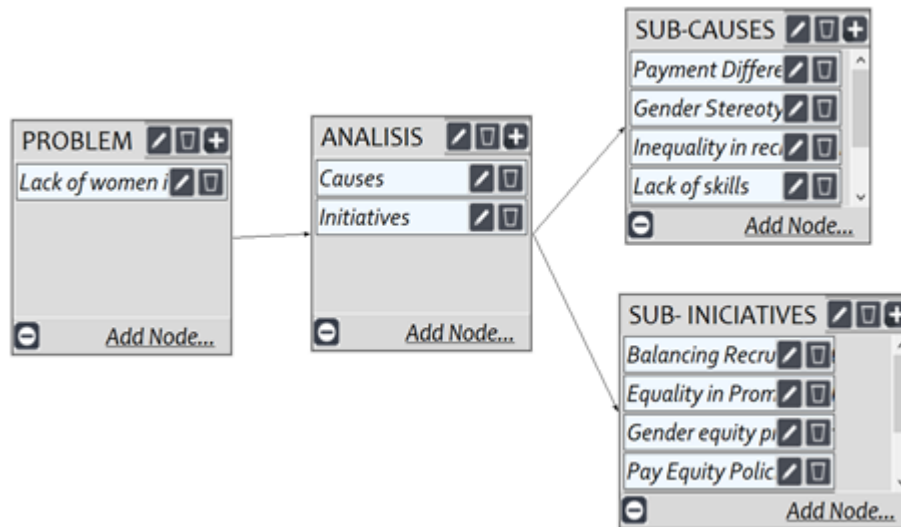 PROBLEM
Lack of women i
Add Node...
ANALISIS
Causes
Initiatives
Add Node...
SUB-CAUSES
Payment Differe
Gender Stereoty
Inequality in recr
Lack of skills
Add Node...
SUB- INICIATIVES
Balancing Recru
Equality in Prom
Gender equity pr
Pay Equity Polic
Add Node...